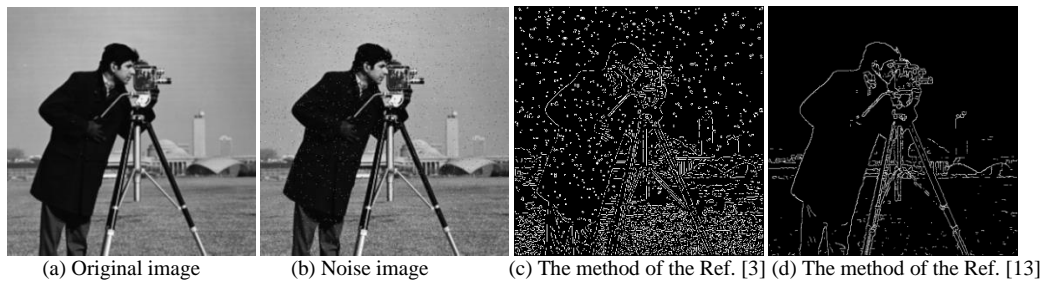 (a) Original image (b) Noise image (c) The method of the Ref. [3] (d) The method of the Ref. [13]